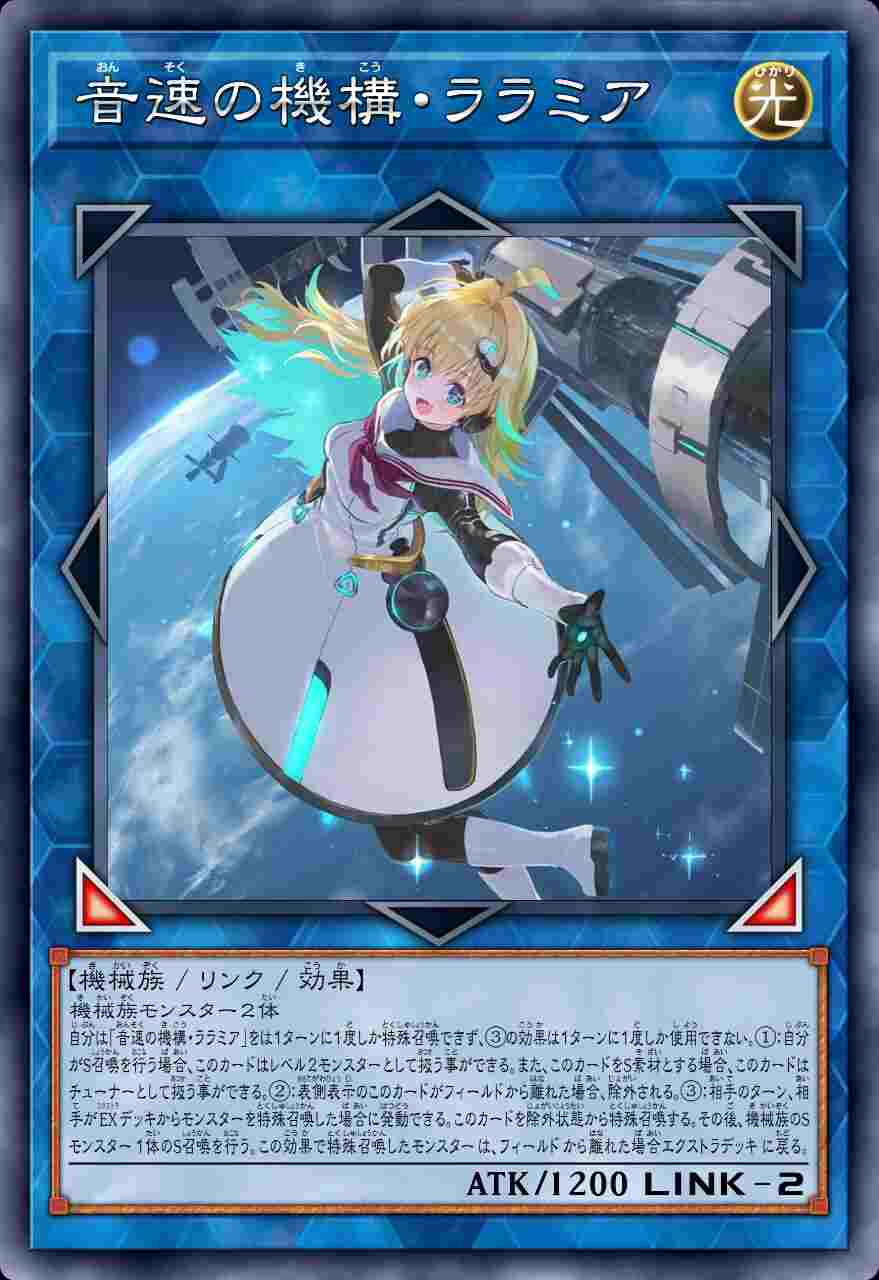 音速の機構・ララミア
光
【機械族 / リンク / 効果】
機械族モンスター2体
自分は「音速の機構・ララミア」をは1ターンに1度しか特殊召喚できず、③の効果は1ターンに1度しか使用できない。①:自分
がS召喚を行う場合、このカードはレベル2モンスターとして扱う事ができる。また、このカードをS素材とする場合、このカードは
チューナーとして扱う事ができる。②:表側表示のこのカードがフィールドから離れた場合、除外される。③:相手のターン、相
手がEXデッキからモンスターを特殊召喚した場合に発動できる。このカードを除外状態から特殊召喚する。その後、機械族のS
モンスター1体のS召喚を行う。この効果で特殊召喚したモンスターは、フィールドから離れた場合エクストラデッキに戻る。
ATK/1200 LINK-2